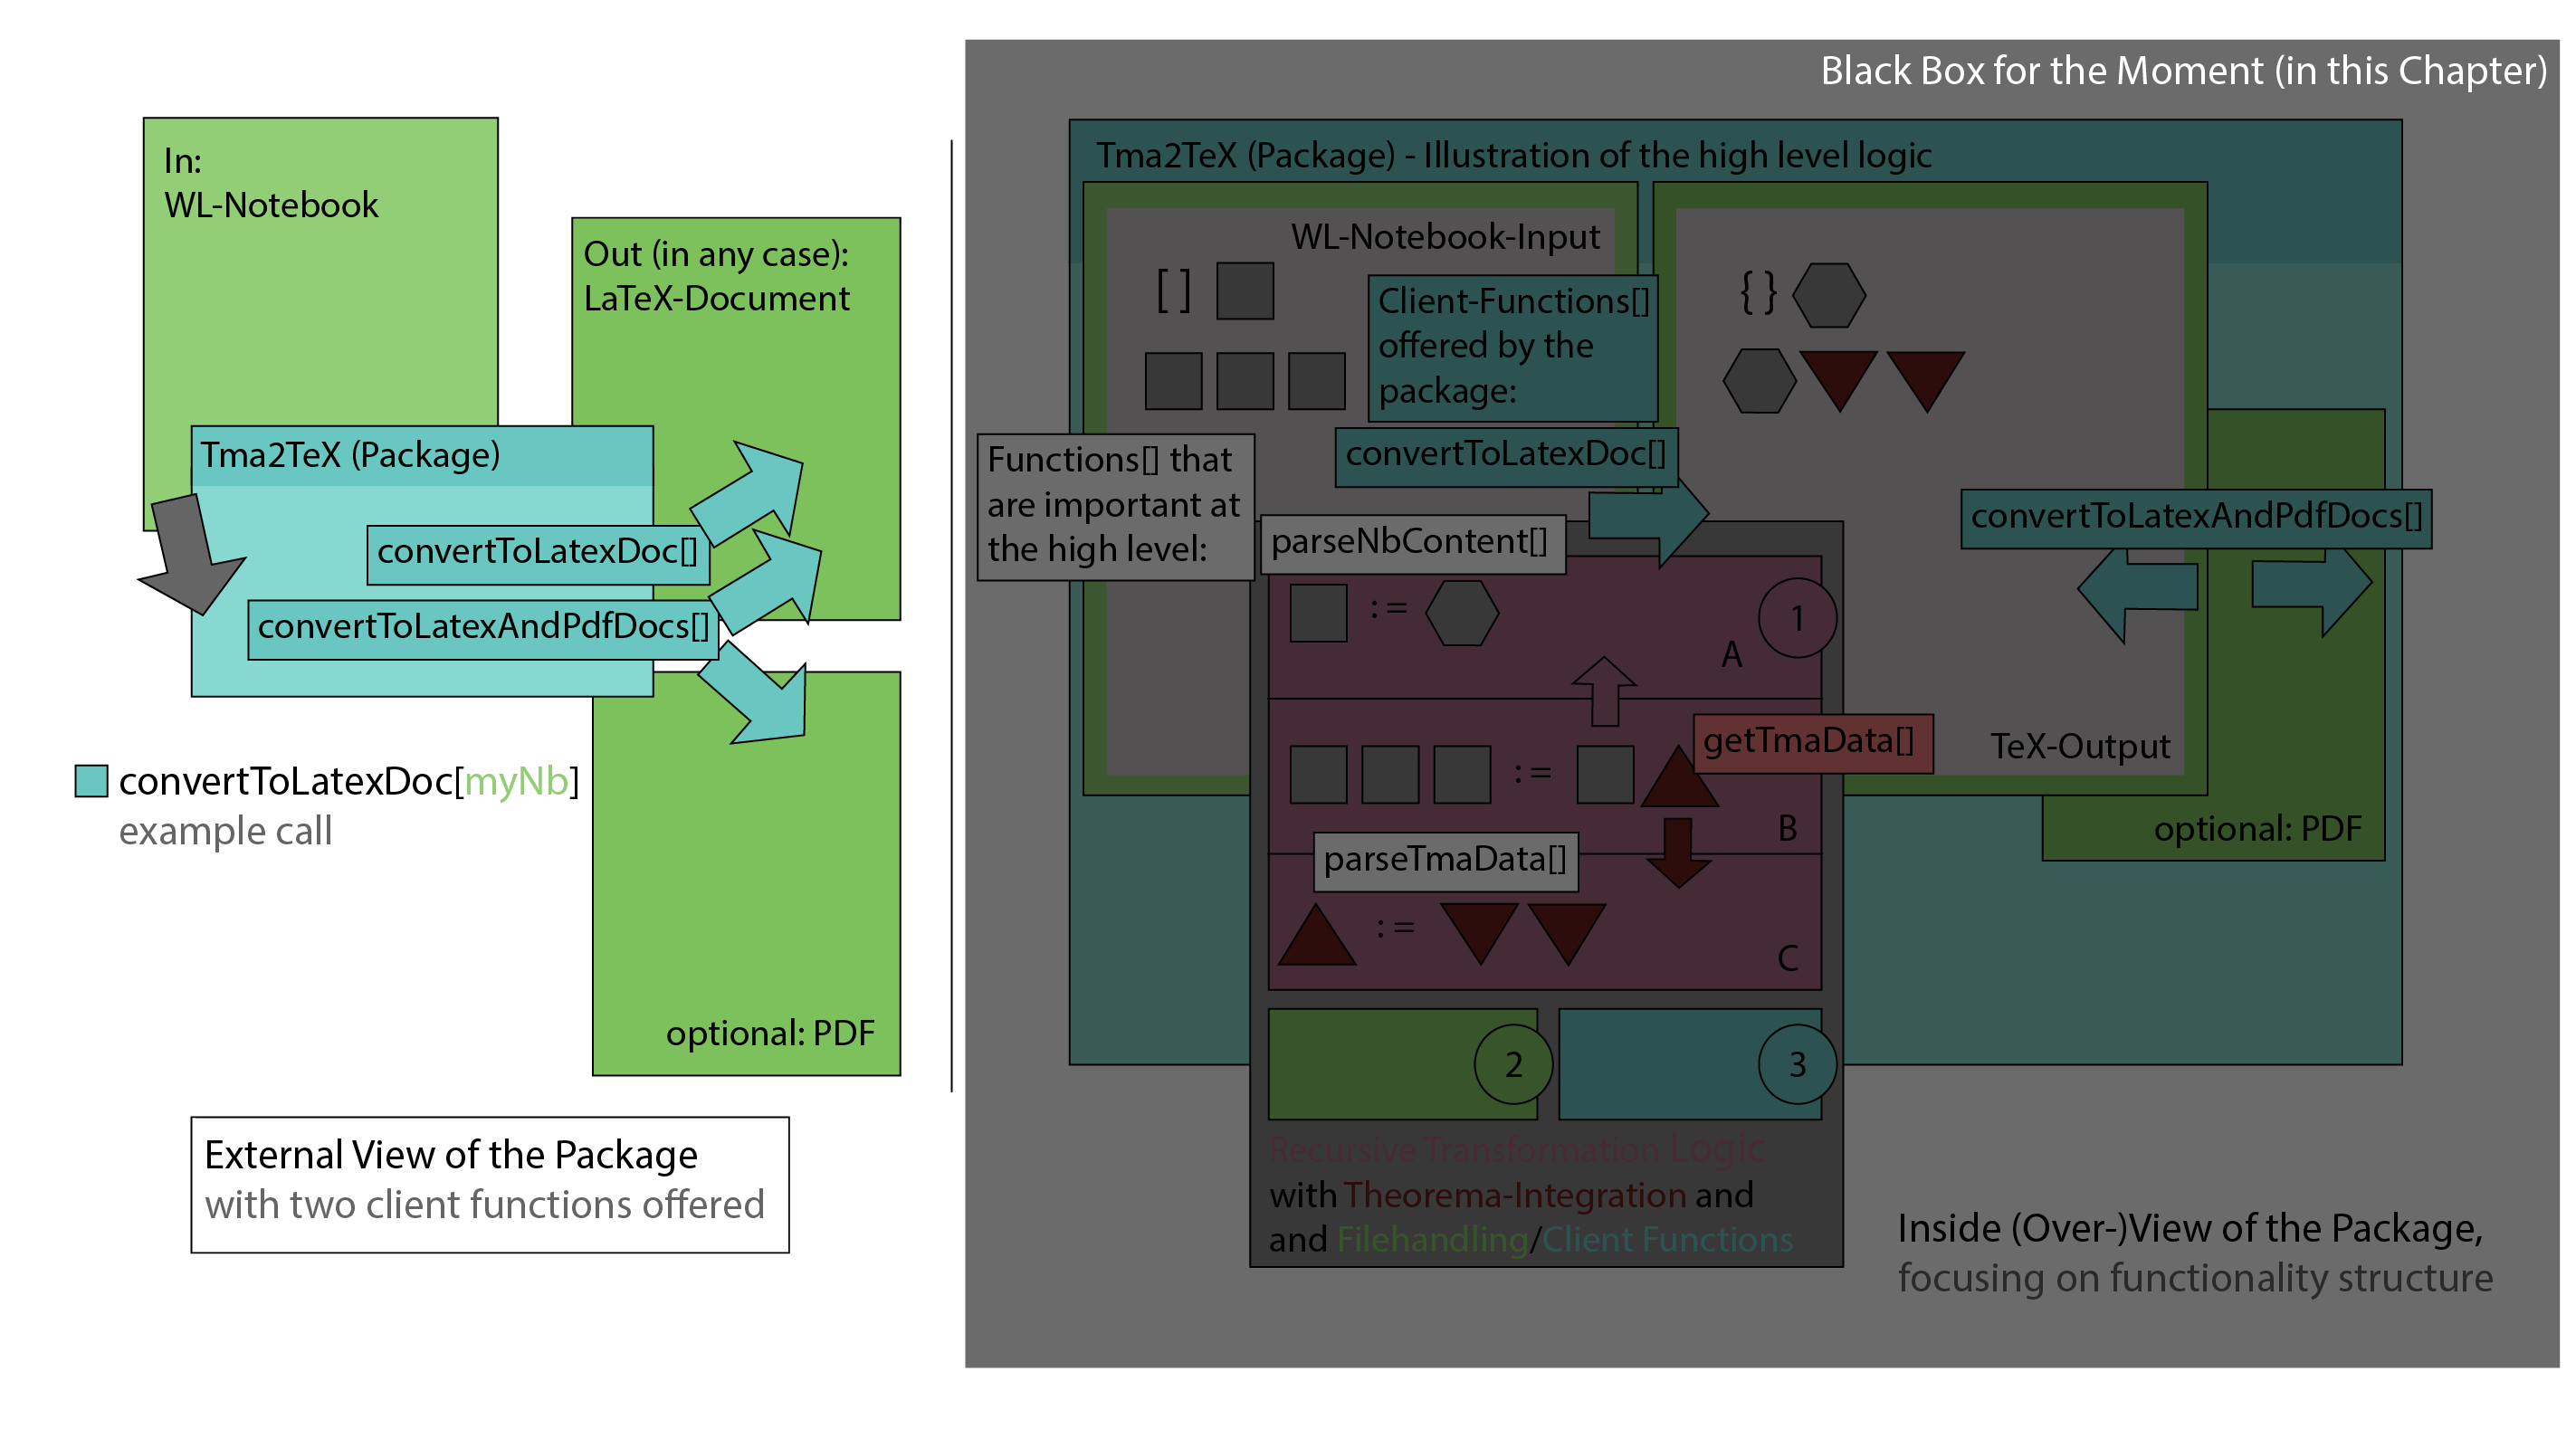 In:
WL-Notebook
Out (in any case):
LaTeX-Document
Tma2TeX (Package)
convertToLatexDoc[]
convertToLatexAndPdfDocs[]
convertToLatexDoc[myNb]
example call
optional: PDF
External View of the Package
with two client functions offered
Black Box for the Moment (in this Chapter)
Tma2TeX (Package) - Illustration of the high level logic
WL-Notebook-Input
[ ]
Client-Functions[]
offered by the
package:
convertToLatexDoc[]
{ }
Functions[] that
are important at
the high level:
parseNbContent[]
convertToLatexAndPdfDocs[]
:=
1
A
getTmaData[]
TeX-Output
:=
B
optional: PDF
parseTmaData[]
:=
C
2
3
Recursive Transformation Logic
with Theorema-Integration and
and Filehandling/Client Functions
Inside (Over-)View of the Package,
focusing on functionality structure